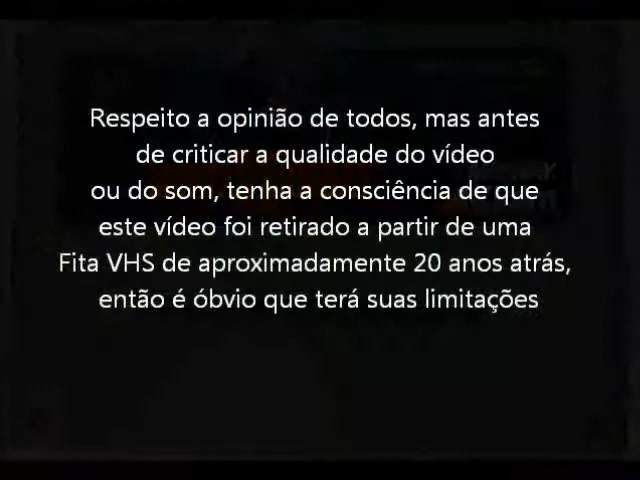 Respeito a opinião de todos, mas antes
de criticar a qualidade do vídeo
ou do som, tenha a consciência de que
este vídeo foi retirado a partir de uma
Fita VHS de aproximadamente 20 anos atrás,
então é óbvio que terá suas limitações